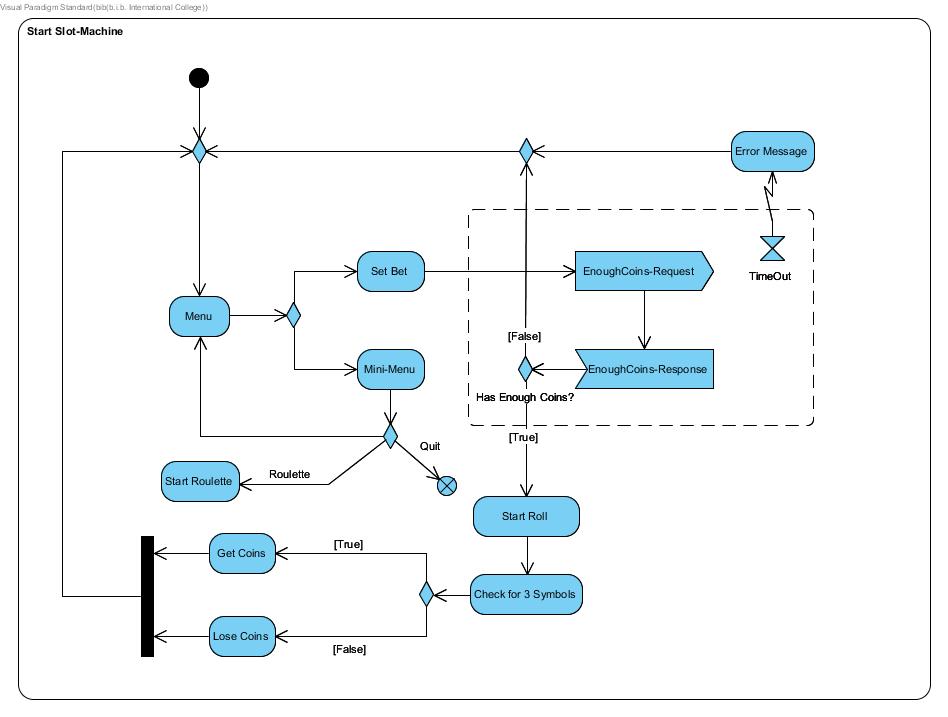 Visual Paradigm Standard(bib(b.i.b. International College))
Start Slot-Machine
Error Message
Set Bet
EnoughCoins-Request
TimeOut
Menu
[False]
Mini-Menu
EnoughCoins-Response
Has Enough Coins?
[True]
Quit
Roulette
Start Roulette
Start Roll
[True]
Get Coins
Check for 3 Symbols
Lose Coins
[False]